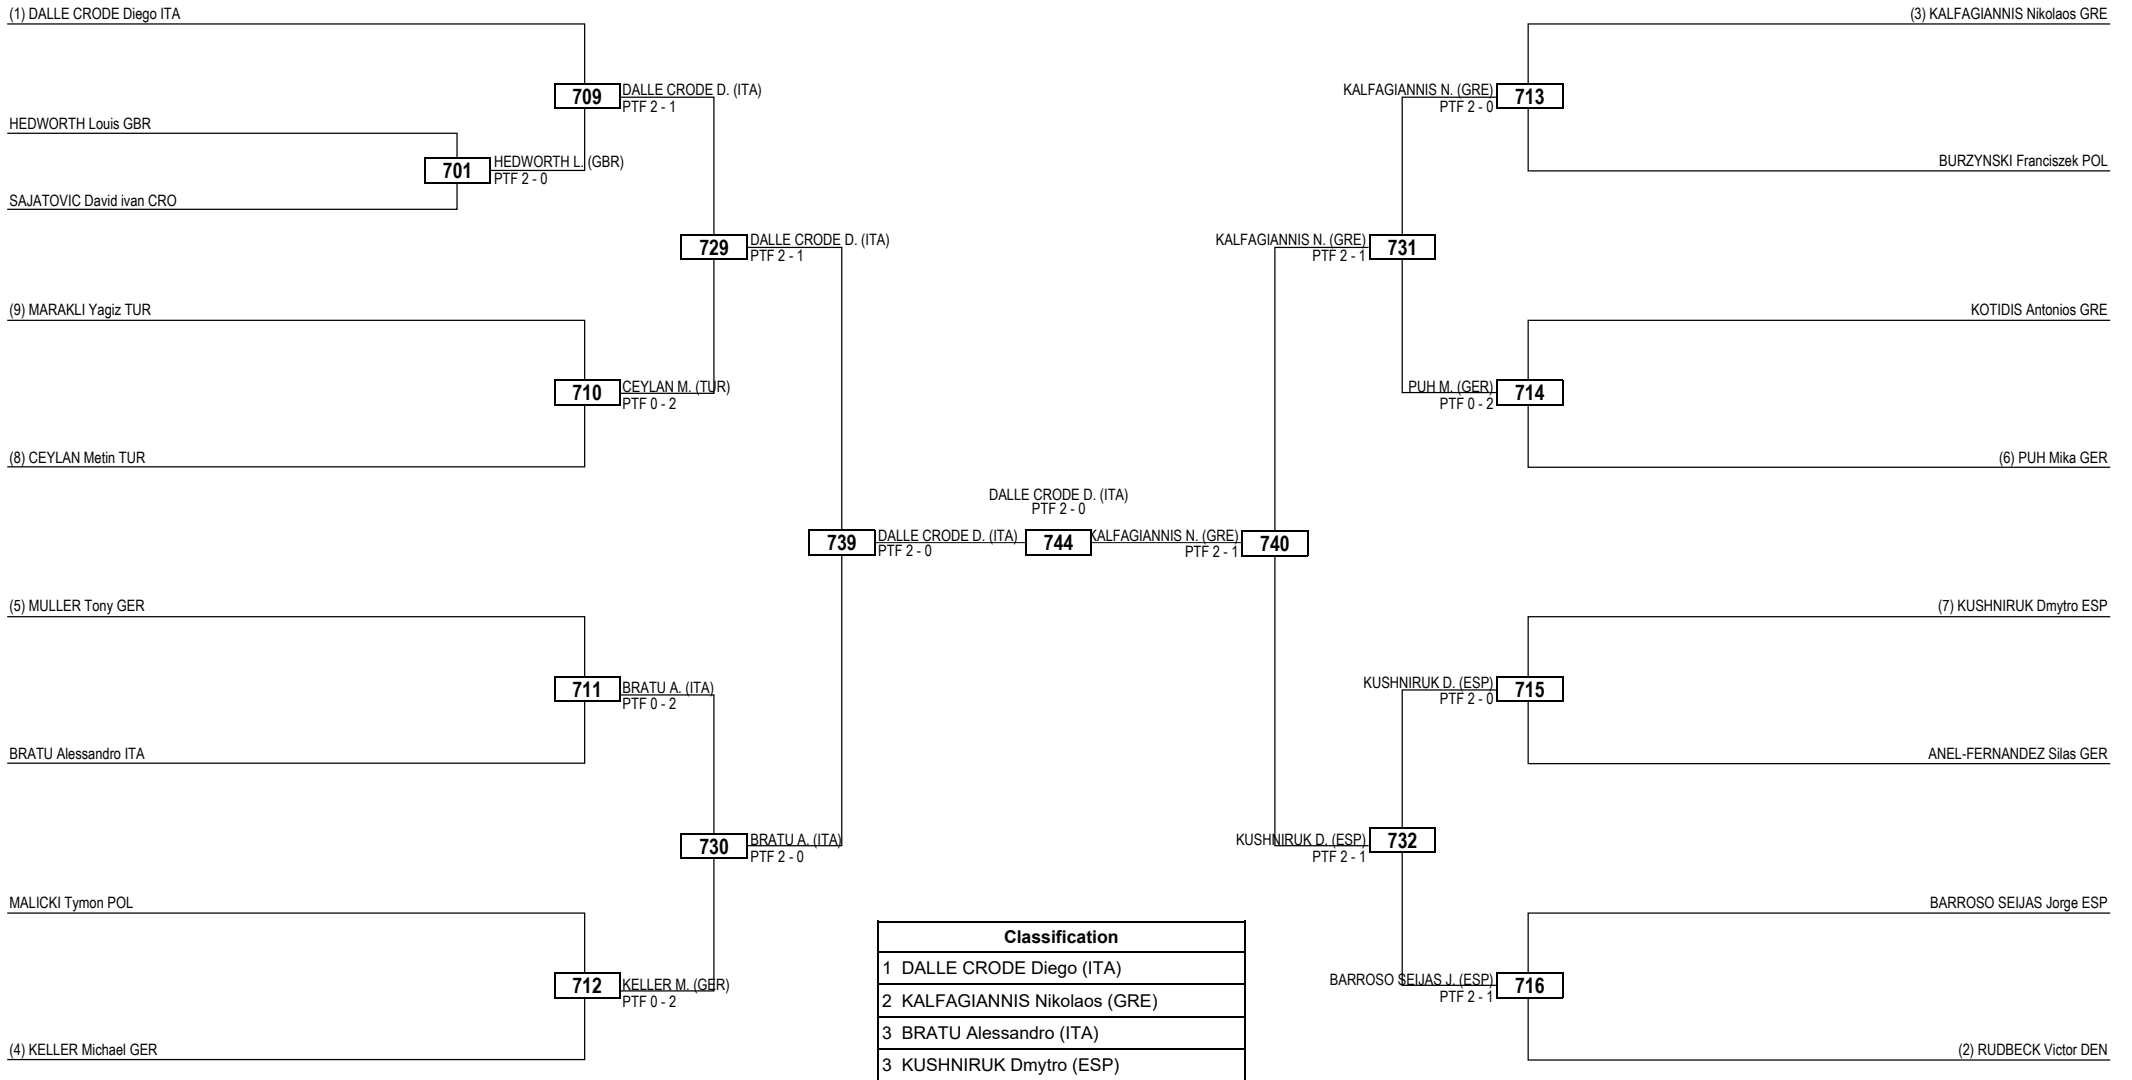 (1) DALLE CRODE Diego ITA
(3) KALFAGIANNIS Nikolaos GRE
709
DALLE CRODE D. (ITA)
PTF 2 - 1
KALFAGIANNIS N. (GRE)
PTF 2 - 0
713
HEDWORTH Louis GBR
701
HEDWORTH L. (GBR)
PTF 2 - 0
BURZYNSKI Franciszek POL
SAJATOVIC David ivan CRO
729
DALLE CRODE D. (ITA)
PTF 2 - 1
KALFAGIANNIS N. (GRE)
PTF 2 - 1
731
(9) MARAKLI Yagiz TUR
KOTIDIS Antonios GRE
710
CEYLAN M. (TUR)
PTF 0 - 2
PUH M. (GER)
PTF 0 - 2
714
(8) CEYLAN Metin TUR
(6) PUH Mika GER
DALLE CRODE D. (ITA)
PTF 2 - 0
739
DALLE CRODE D. (ITA)
PTF 2 - 0
744
KALFAGIANNIS N. (GRE)
PTF 2 - 1
740
(5) MULLER Tony GER
(7) KUSHNIRUK Dmytro ESP
711
BRATU A. (ITA)
PTF 0 - 2
KUSHNIRUK D. (ESP)
PTF 2 - 0
715
BRATU Alessandro ITA
ANEL-FERNANDEZ Silas GER
730
BRATU A. (ITA)
PTF 2 - 0
KUSHNIRUK D. (ESP)
PTF 2 - 1
732
MALICKI Tymon POL
BARROSO SEIJAS Jorge ESP
712
KELLER M. (GER)
PTF 0 - 2
BARROSO SEIJAS J. (ESP)
PTF 2 - 1
716
(4) KELLER Michael GER
(2) RUDBECK Victor DEN
Classification
1 DALLE CRODE Diego (ITA)
2 KALFAGIANNIS Nikolaos (GRE)
3 BRATU Alessandro (ITA)
3 KUSHNIRUK Dmytro (ESP)